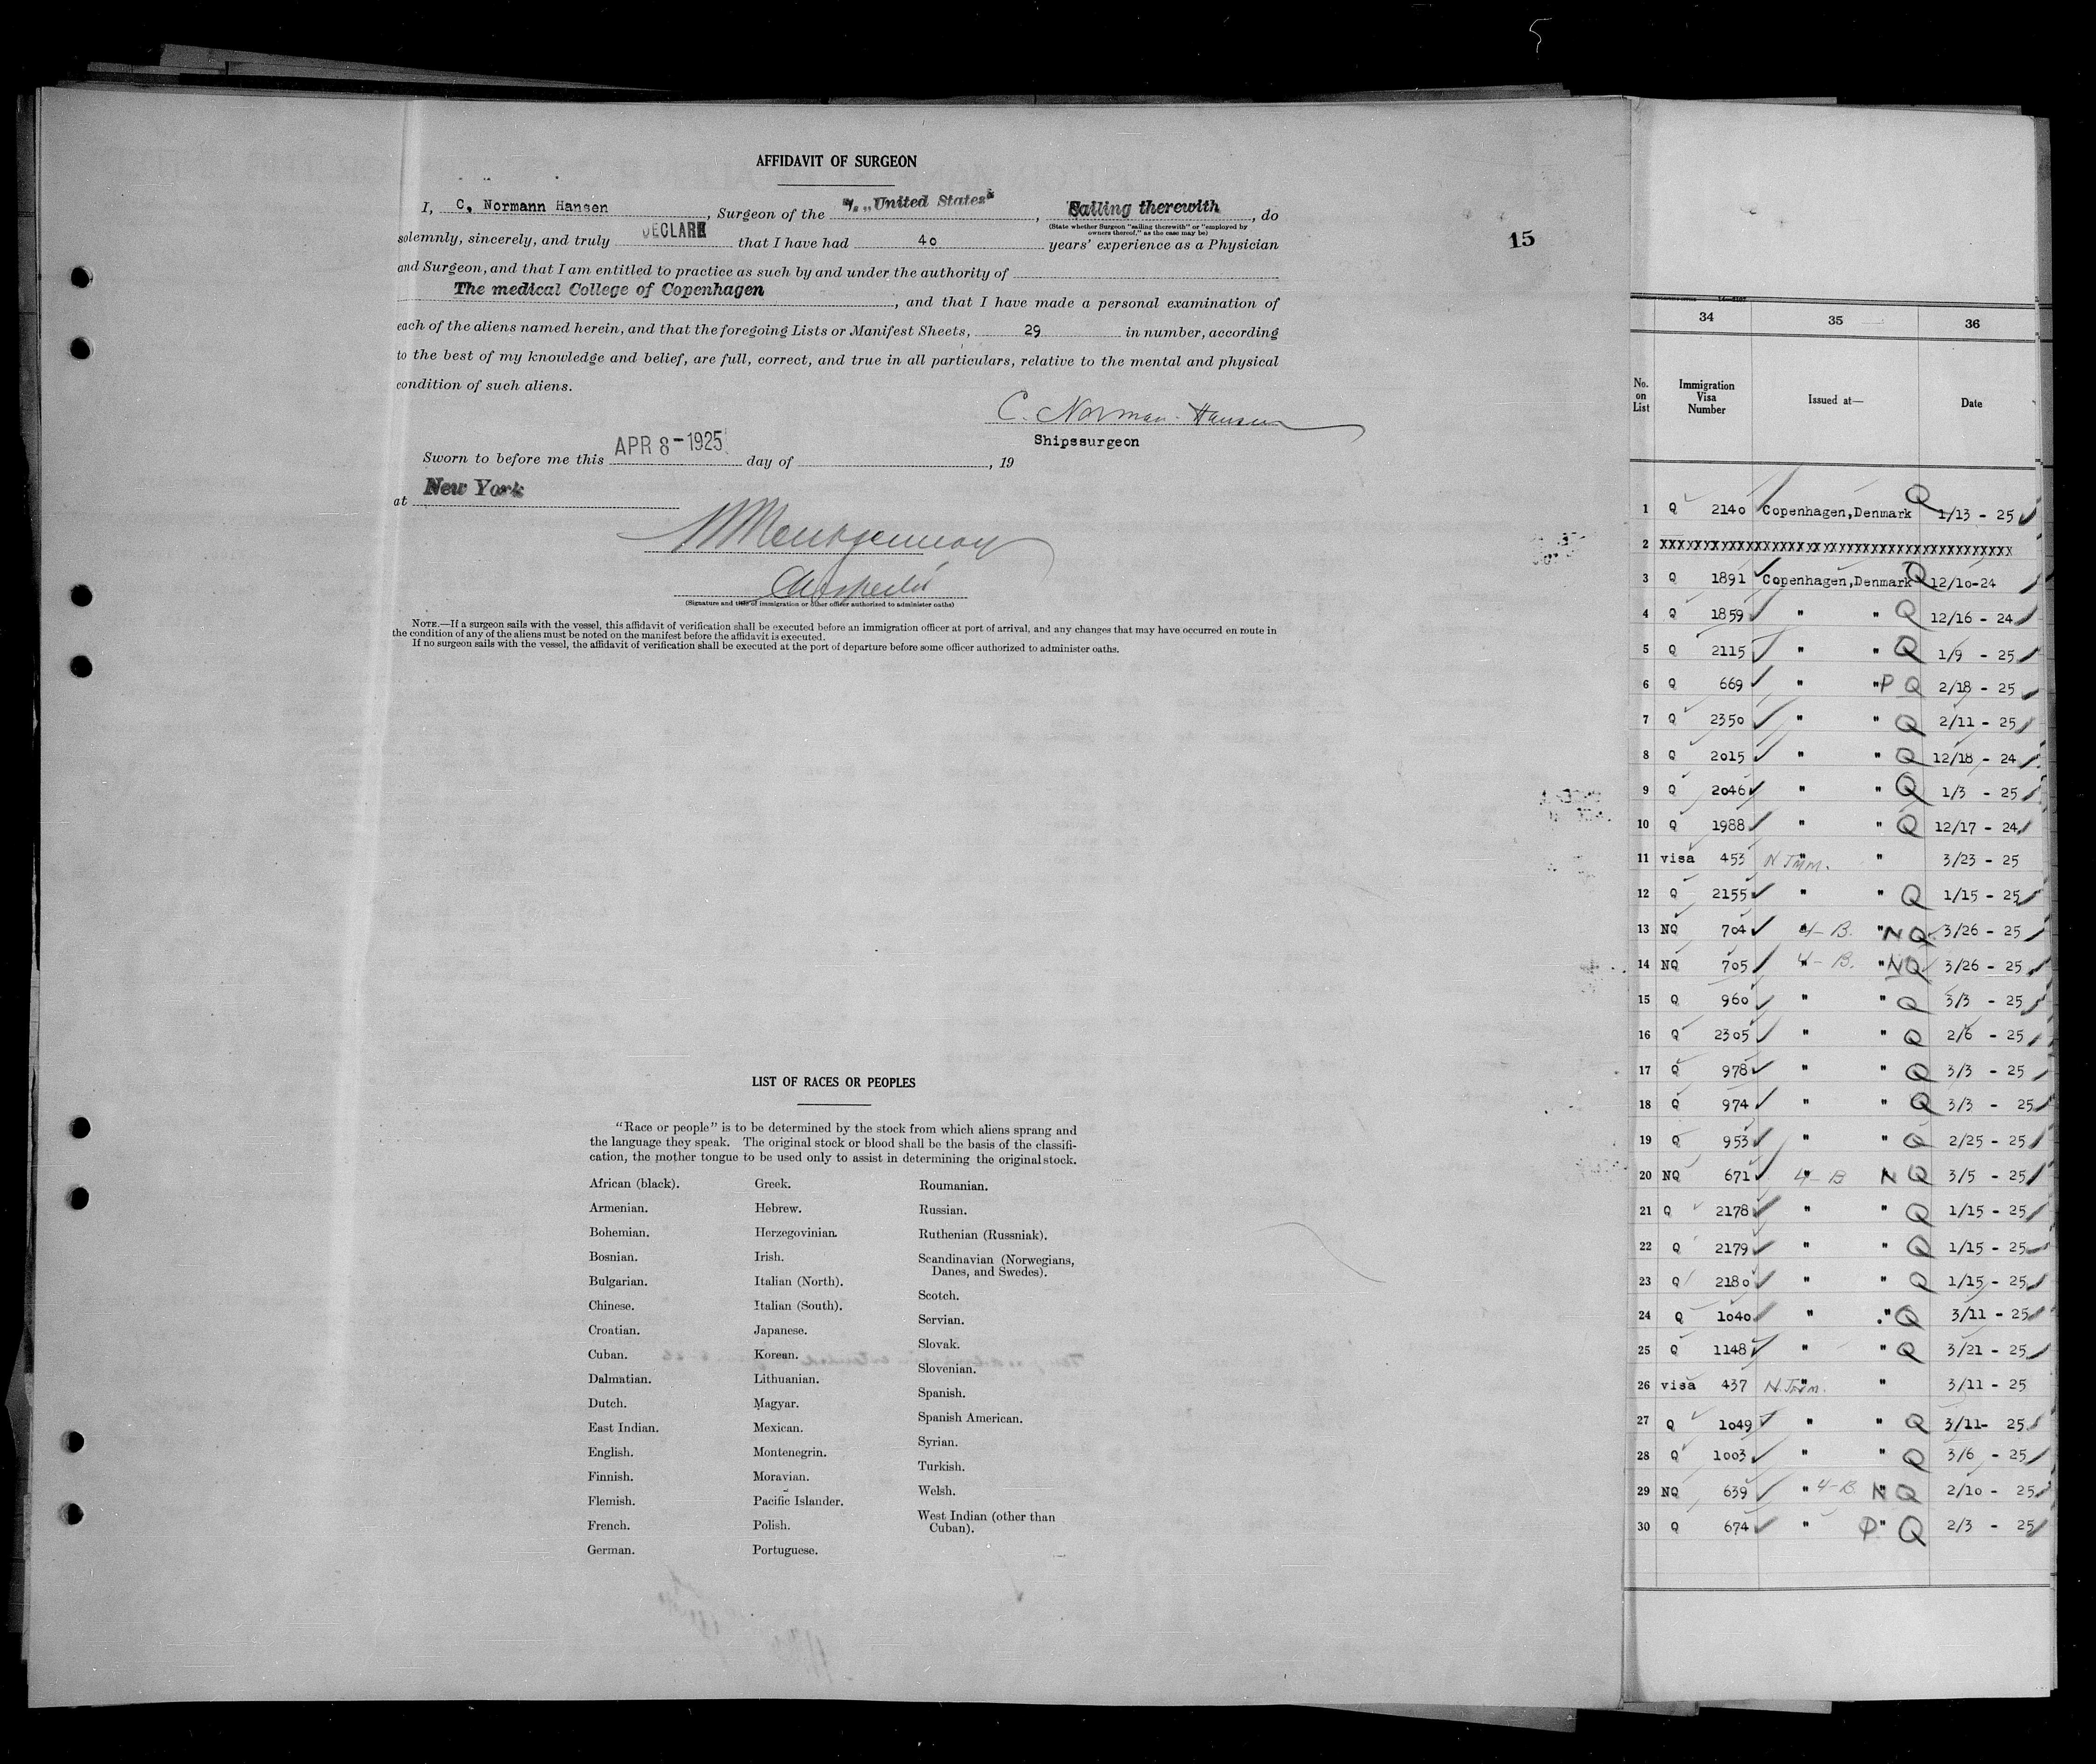 5
AFFIDAVIT OF SURGEON
I, C, Normann Hansen, Surgeon of the "United States", Sailing therewith, do
(State whether Surgeon "sailing therewith" or "employed by
owners thereof," as the case may be)
solemnly, sincerely, and truly DECLARE that I have had 40 years' experience as a Physician
and Surgeon, and that I am entitled to practice as such by and under the authority of
The medical College of Copenhagen, and that I have made a personal examination of
each of the aliens named herein, and that the foregoing Lists or Manifest Sheets, 29 in number, according
to the best of my knowledge and belief, are full, correct, and true in all particulars, relative to the mental and physical
condition of such aliens.
C. Norman-Hansen
Shipssurgeon
Sworn to before me this APR 8-1925 day of , 19
at New York
Montgomery
(Signature and title of immigration or other officer authorized to administer oaths)
NOTE.—If a surgeon sails with the vessel, this affidavit of verification shall be executed before an immigration officer at port of arrival, and any changes that may have occurred en route in
the condition of any of the aliens must be noted on the manifest before the affidavit is executed.
If no surgeon sails with the vessel, the affidavit of verification shall be executed at the port of departure before some officer authorized to administer oaths.
15
LIST OF RACES OR PEOPLES
"Race or people" is to be determined by the stock from which aliens sprang and
the language they speak. The original stock or blood shall be the basis of the classifi-
cation, the mother tongue to be used only to assist in determining the original stock.
African (black).
Armenian.
Bohemian.
Bosnian.
Bulgarian.
Chinese.
Croatian.
Cuban.
Dalmatian.
Dutch.
East Indian.
English.
Finnish.
Flemish.
French.
German.
Greek.
Hebrew.
Herzegovinian.
Irish.
Italian (North).
Italian (South).
Japanese.
Korean.
Lithuanian.
Magyar.
Mexican.
Montenegrin.
Moravian.
Pacific Islander.
Polish.
Portuguese.
Roumanian.
Russian.
Ruthenian (Russniak).
Scandinavian (Norwegians,
Danes, and Swedes).
Scotch.
Servian.
Slovak.
Slovenian.
Spanish.
Spanish American.
Syrian.
Turkish.
Welsh.
West Indian (other than
Cuban).
34 35 36
No. on List Immigration Visa Number Issued at— Date
1 Q 2140 Copenhagen, Denmark Q 1/13 - 25
2 XXXXXXXXXXXXXXXXXXXXXXXXXXXXXXXXXXXXXXXX
3 Q 1891 Copenhagen, Denmark Q 12/10-24
4 Q 1859 " " Q 12/16 - 24
5 Q 2115 " " Q 1/9 - 25
6 Q 669 " " P Q 2/18 - 25
7 Q 2350 " " Q 2/11 - 25
8 Q 2015 " " Q 12/18 - 24
9 Q 2046 " " Q 1/3 - 25
10 Q 1988 " " Q 12/17 - 24
11 visa 453 N Imm. " " 3/23 - 25
12 Q 2155 " " Q 1/15 - 25
13 NQ 704 " 4-B. " NQ 3/26 - 25
14 NQ 705 " 4-B. " NQ 3/26 - 25
15 Q 960 " " Q 3/3 - 25
16 Q 2305 " " Q 2/6 - 25
17 Q 978 " " Q 3/3 - 25
18 Q 974 " " Q 3/3 - 25
19 Q 953 " " Q 2/25 - 25
20 NQ 671 " 4-B N Q 3/5 - 25
21 Q 2178 " " Q 1/15 - 25
22 Q 2179 " " Q 1/15 - 25
23 Q 2180 " " Q 1/15 - 25
24 Q 1040 " " Q 3/11 - 25
25 Q 1148 " " Q 3/21 - 25
26 visa 437 N. Imm. " " 3/11 - 25
27 Q 1049 " " Q 3/11- 25
28 Q 1003 " " Q 3/6 - 25
29 NQ 639 " 4-B. " NQ 2/10 - 25
30 Q 674 " P " Q 2/3 - 25